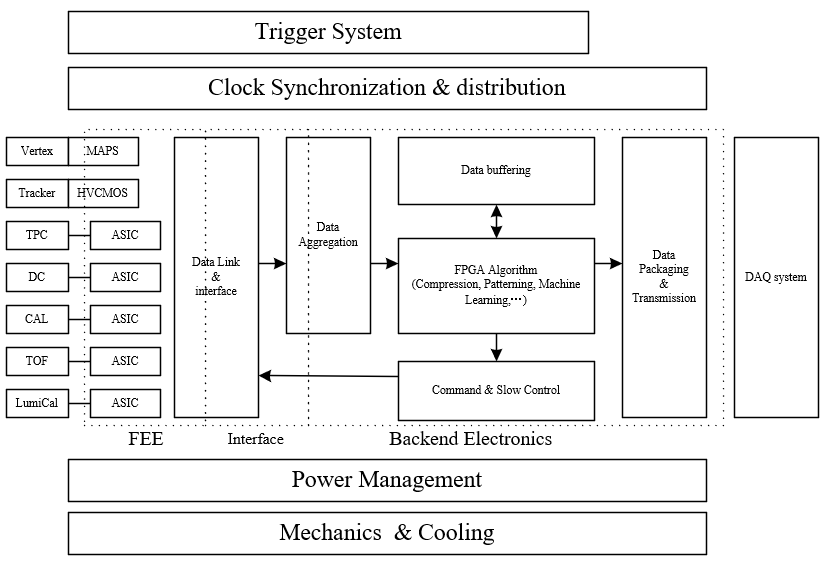 Trigger System
Clock Synchronization & distribution
Vertex
MAPS
Tracker
HVCMOS
TPC
ASIC
DC
ASIC
CAL
ASIC
TOF
ASIC
LumiCal
ASIC
Data Link
&
interface
Data
Aggregation
Data buffering
FPGA Algorithm
(Compression, Patterning, Machine
Learning,···)
Command & Slow Control
Data
Packaging
&
Transmission
DAQ system
FEE
Interface
Backend Electronics
Power Management
Mechanics & Cooling